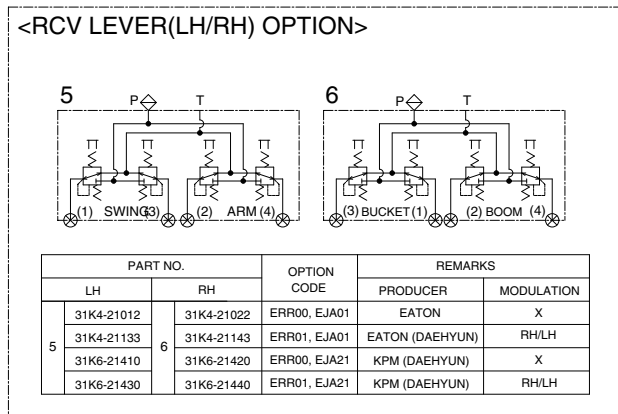 <RCV LEVER(LH/RH) OPTION>
5 P T
6 P T
(1) SWING (3) (2) ARM (4)
(3) BUCKET (1) (2) BOOM (4)
PART NO. OPTION CODE REMARKS
LH RH PRODUCER MODULATION
5 31K4-21012 6 31K4-21022 ERR00, EJA01 EATON X
31K4-21133 31K4-21143 ERR01, EJA01 EATON (DAEHYUN) RH/LH
31K6-21410 31K6-21420 ERR00, EJA21 KPM (DAEHYUN) X
31K6-21430 31K6-21440 ERR01, EJA21 KPM (DAEHYUN) RH/LH